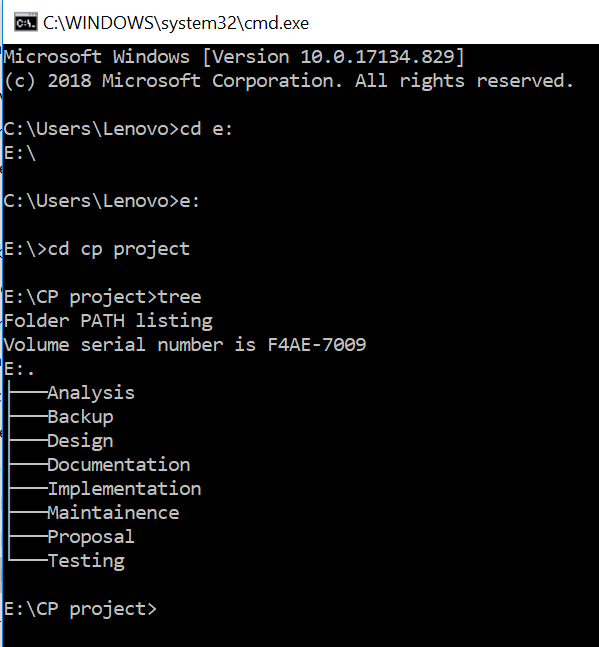 C:\WINDOWS\system32\cmd.exe
Microsoft Windows [Version 10.0.17134.829]
(c) 2018 Microsoft Corporation. All rights reserved.
C:\Users\Lenovo>cd e:
E:\
C:\Users\Lenovo>e:
E:\>cd cp project
E:\CP project>tree
Folder PATH listing
Volume serial number is F4AE-7009
E:.
├───Analysis
├───Backup
├───Design
├───Documentation
├───Implementation
├───Maintainence
├───Proposal
└───Testing
E:\CP project>